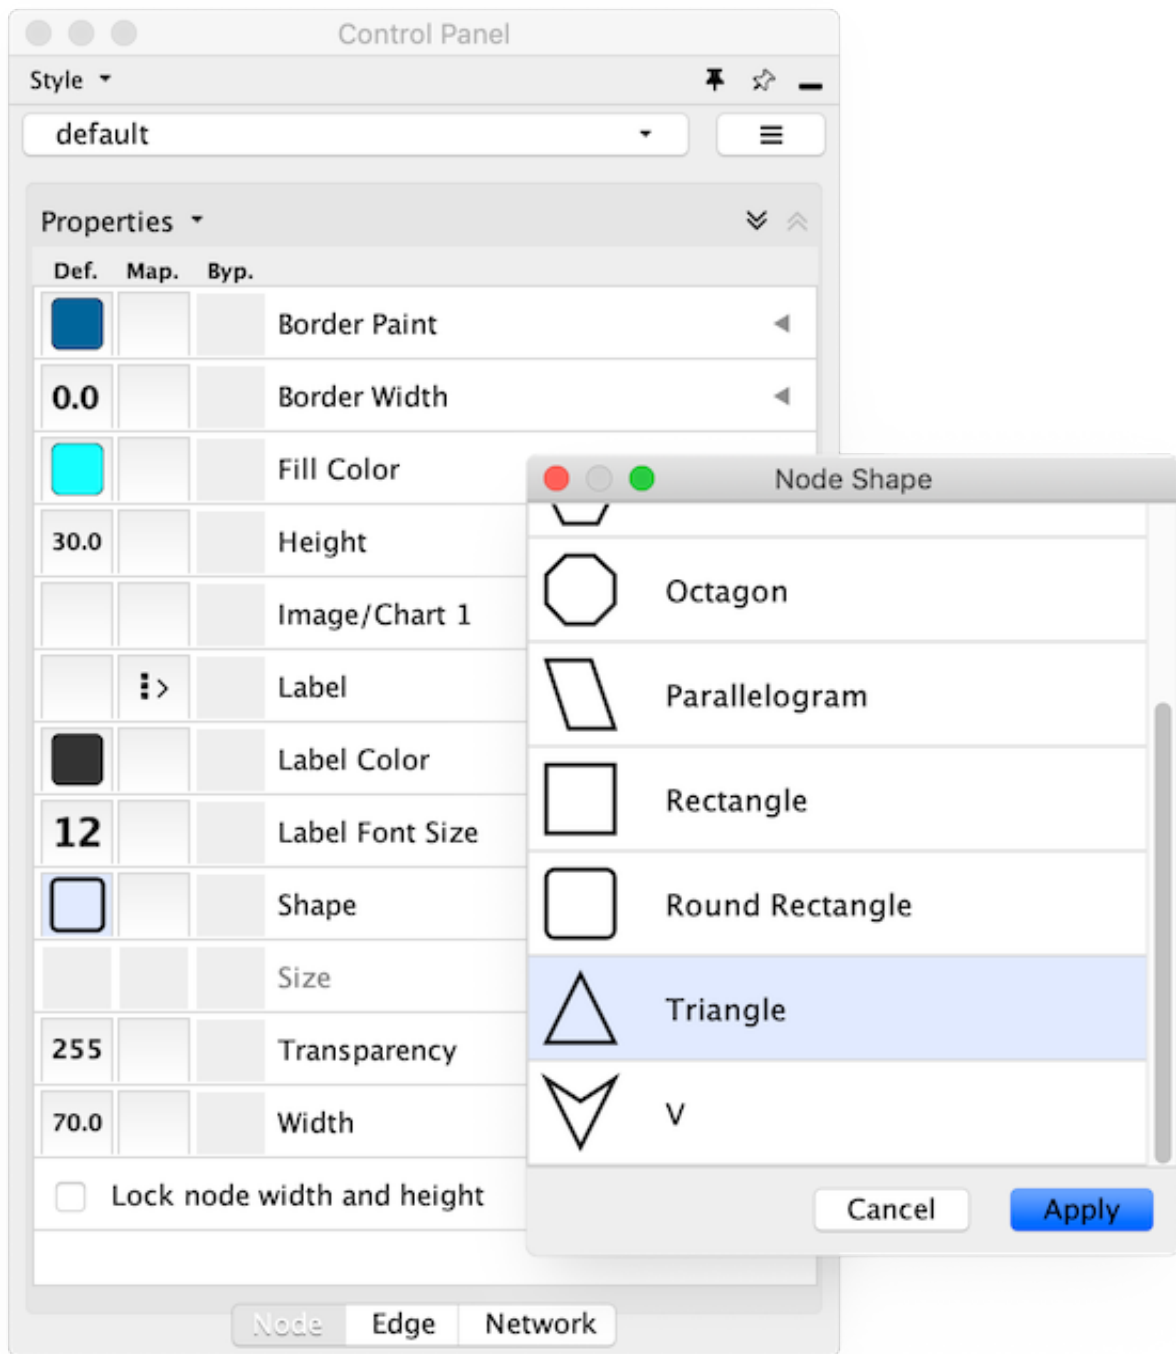 Control Panel
Style
default
Properties
Def. Map. Byp.
Border Paint
0.0 Border Width
Fill Color
30.0 Height
Image/Chart 1
Label
Label Color
12 Label Font Size
Shape
Size
255 Transparency
70.0 Width
Lock node width and height
Node Edge Network
Node Shape
Octagon
Parallelogram
Rectangle
Round Rectangle
Triangle
V
Cancel Apply